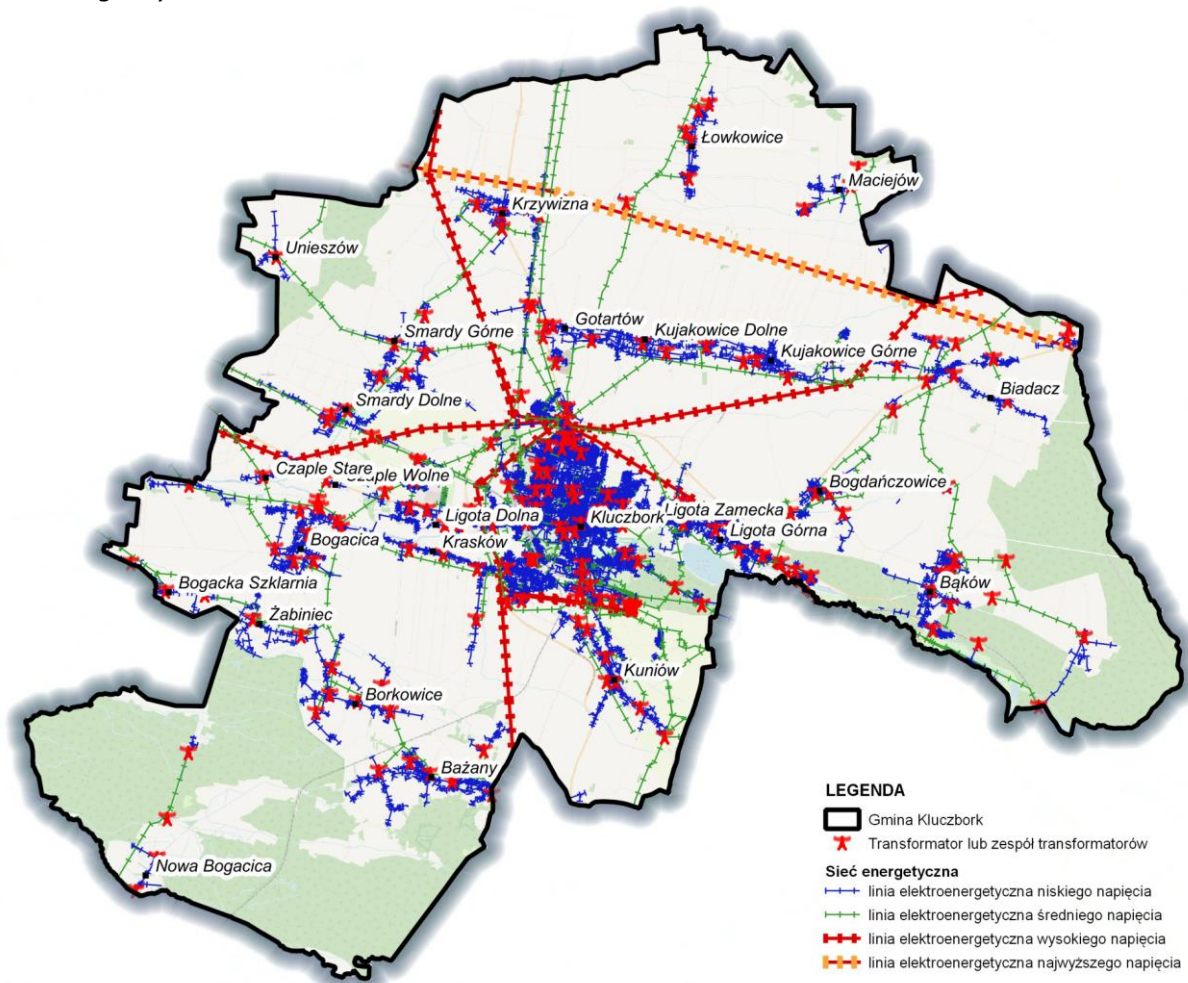 Łowkowice
Maciejów
Krzywizna
Unieszów
Gotartów
Smardy Górne
Kujakowice Dolne
Kujakowice Górne
Biadacz
Smardy Dolne
Czaple Stare
Czaple Wolne
Bogdańczowice
Ligota Dolna
Kluczbork
Ligota Zamecka
Ligota Górna
Bogacica
Krasków
Bogacka Szklarnia
Bąków
Żabiniec
Kuniów
Borkowice
Bażany
Nowa Bogacica
LEGENDA
Gmina Kluczbork
Transformator lub zespół transformatorów
Sieć energetyczna
linia elektroenergetyczna niskiego napięcia
linia elektroenergetyczna średniego napięcia
linia elektroenergetyczna wysokiego napięcia
linia elektroenergetyczna najwyższego napięcia